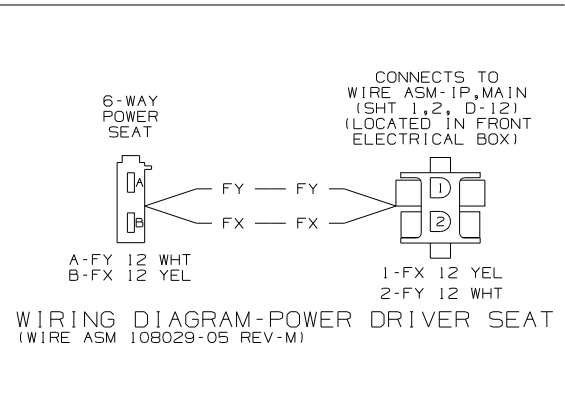 6-WAY
POWER
SEAT
CONNECTS TO
WIRE ASM-IP,MAIN
(SHT 1,2, D-12)
(LOCATED IN FRONT
ELECTRICAL BOX)
A
B
FY FY
FX FX
1
2
A-FY 12 WHT
B-FX 12 YEL
1-FX 12 YEL
2-FY 12 WHT
WIRING DIAGRAM-POWER DRIVER SEAT
(WIRE ASM 108029-05 REV-M)